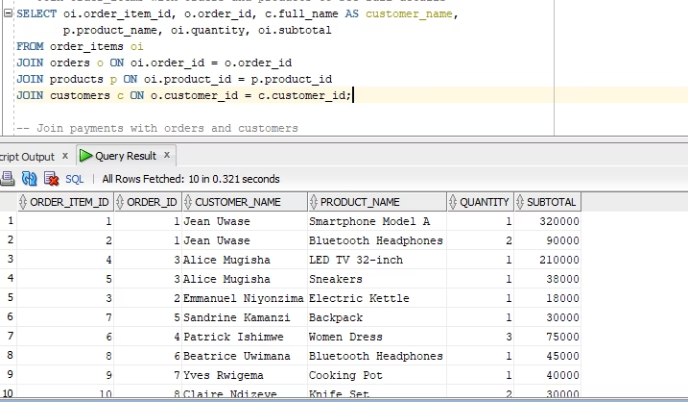 SELECT oi.order_item_id, o.order_id, c.full_name AS customer_name,
p.product_name, oi.quantity, oi.subtotal
FROM order_items oi
JOIN orders o ON oi.order_id = o.order_id
JOIN products p ON oi.product_id = p.product_id
JOIN customers c ON o.customer_id = c.customer_id;
-- Join payments with orders and customers
cript Output x Query Result x
SQL | All Rows Fetched: 10 in 0.321 seconds
ORDER_ITEM_ID ORDER_ID CUSTOMER_NAME PRODUCT_NAME QUANTITY SUBTOTAL
1 1 1 Jean Uwase Smartphone Model A 1 320000
2 2 1 Jean Uwase Bluetooth Headphones 2 90000
3 4 3 Alice Mugisha LED TV 32-inch 1 210000
4 5 3 Alice Mugisha Sneakers 1 38000
5 3 2 Emmanuel Niyonzima Electric Kettle 1 18000
6 7 5 Sandrine Kamanzi Backpack 1 30000
7 6 4 Patrick Ishimwe Women Dress 3 75000
8 8 6 Beatrice Uwimana Bluetooth Headphones 1 45000
9 9 7 Yves Rwigema Cooking Pot 1 40000
10 10 8 Claire Ndizeye Knife Set 2 30000